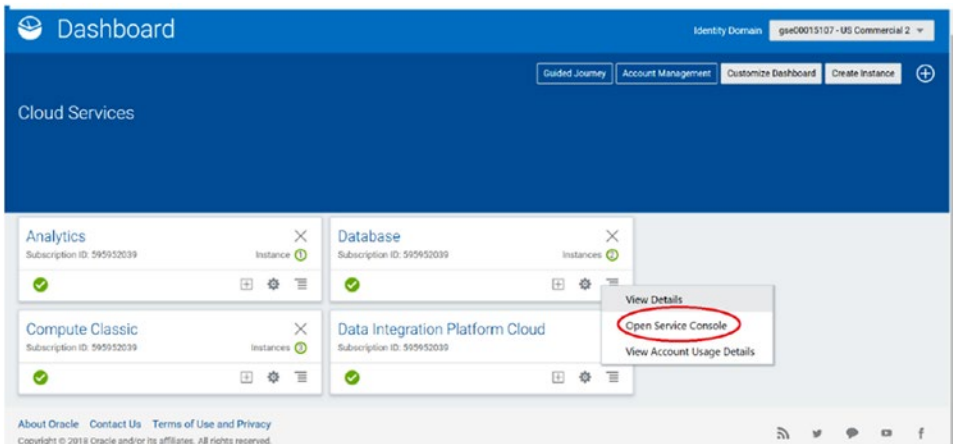 Dashboard
Identity Domain
gse00015107 - US Commercial 2
Guided Journey
Account Management
Customize Dashboard
Create Instance
Cloud Services
Analytics
Subscription ID: 595952039
Instance 1
Database
Subscription ID: 595952039
Instances 2
View Details
Open Service Console
View Account Usage Details
Compute Classic
Subscription ID: 595952039
Instances 3
Data Integration Platform Cloud
Subscription ID: 595952039
About Oracle Contact Us Terms of Use and Privacy
Copyright © 2018 Oracle and/or its affiliates. All rights reserved.